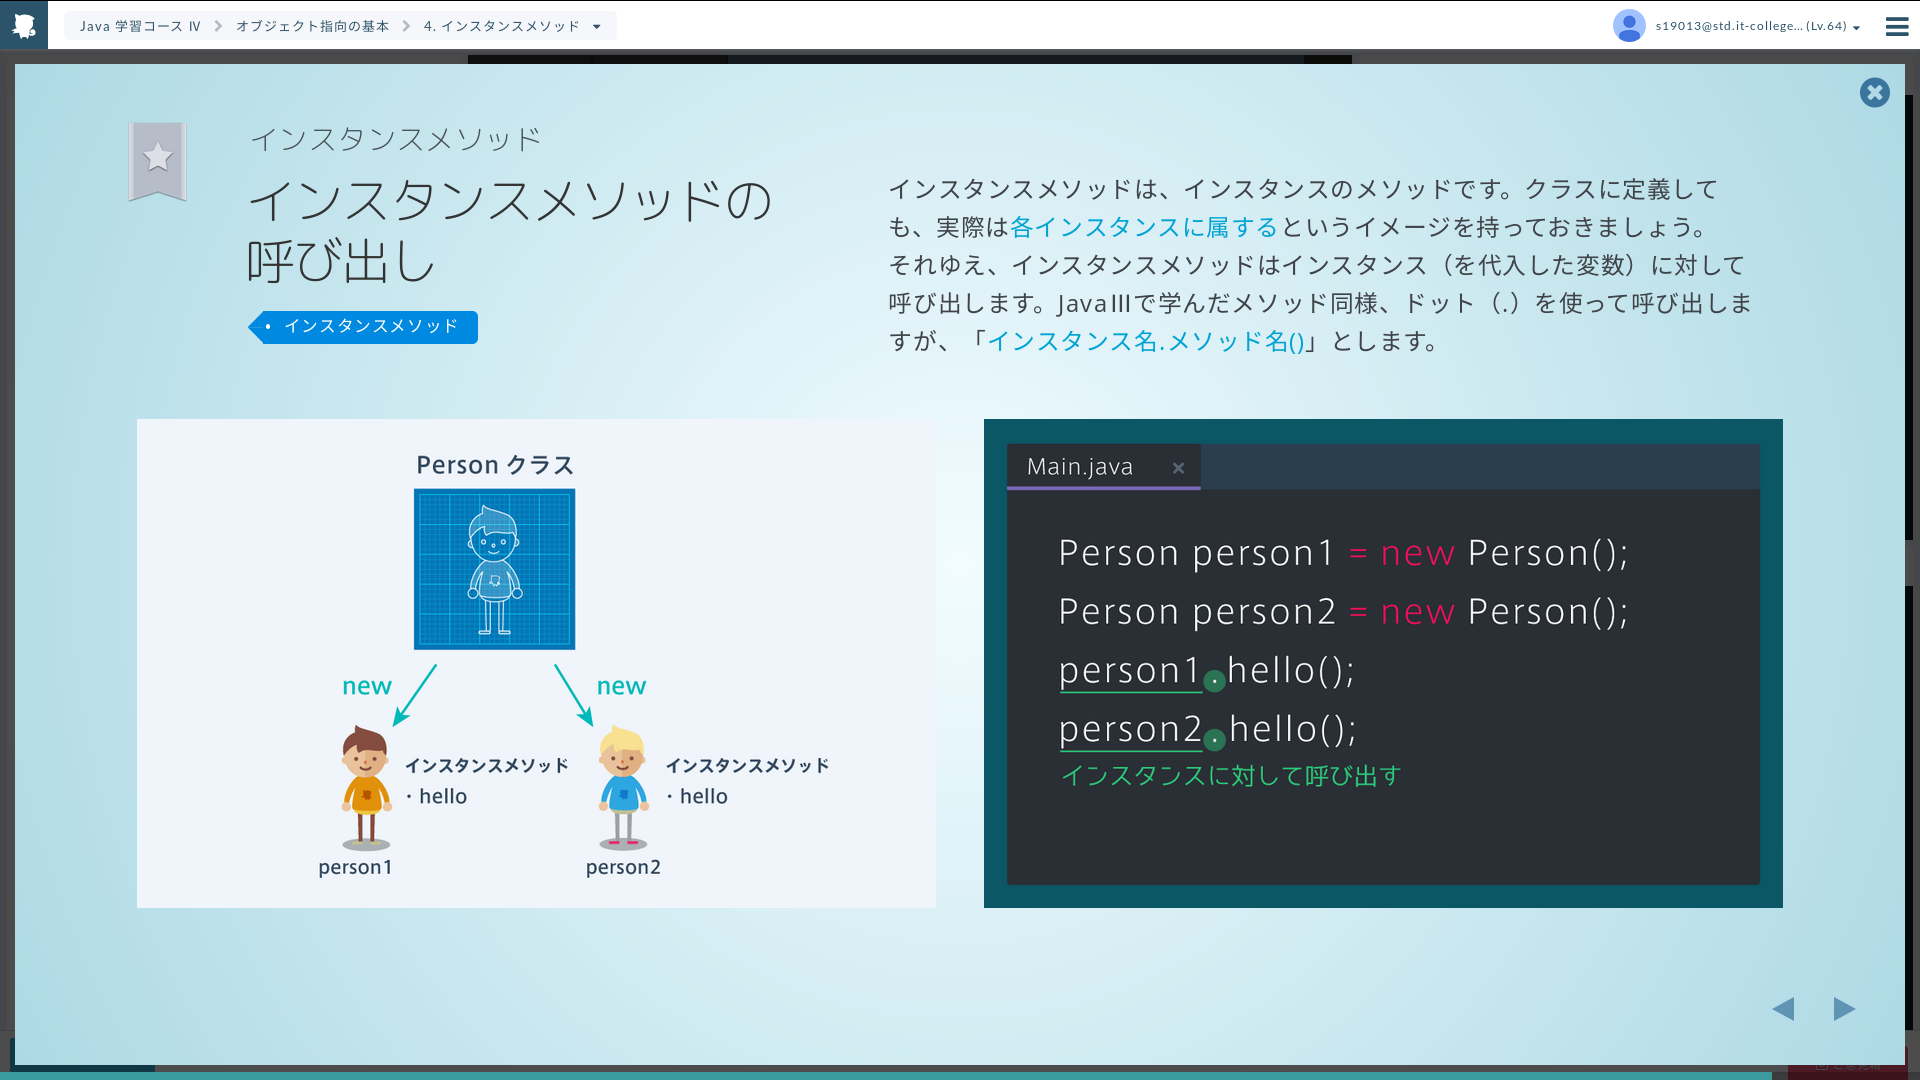 Java 学習コース Ⅳ
オブジェクト指向の基本
4. インスタンスメソッド
s19013@std.it-college... (Lv.64)
インスタンスメソッド
インスタンスメソッドの
呼び出し
インスタンスメソッド
インスタンスメソッドは、インスタンスのメソッドです。クラスに定義して
も、実際は各インスタンスに属するというイメージを持っておきましょう。
それゆえ、インスタンスメソッドはインスタンス（を代入した変数）に対して
呼び出します。JavaⅢで学んだメソッド同様、ドット（.）を使って呼び出しま
すが、「インスタンス名.メソッド名()」とします。
Person クラス
new
new
インスタンスメソッド
・hello
インスタンスメソッド
・hello
person1
person2
Main.java
Person person1 = new Person();
Person person2 = new Person();
person1.hello();
person2.hello();
インスタンスに対して呼び出す